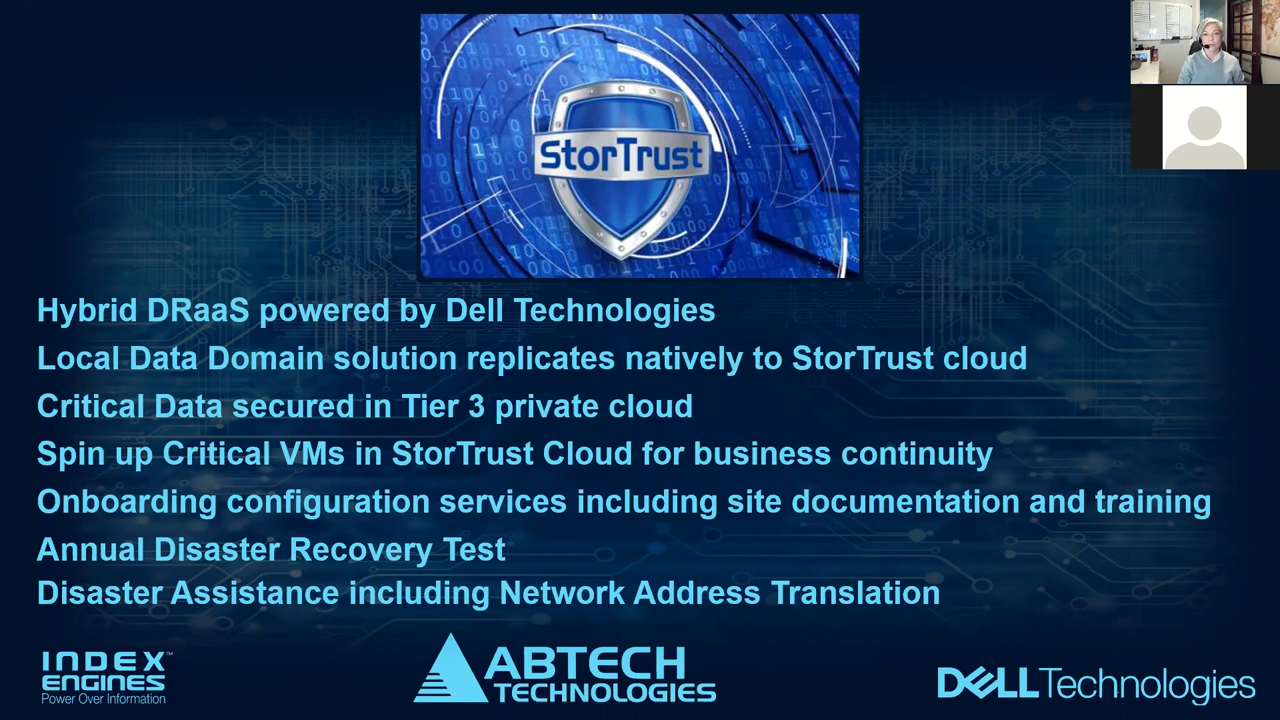 StorTrust
Hybrid DRaaS powered by Dell Technologies
Local Data Domain solution replicates natively to StorTrust cloud
Critical Data secured in Tier 3 private cloud
Spin up Critical VMs in StorTrust Cloud for business continuity
Onboarding configuration services including site documentation and training
Annual Disaster Recovery Test
Disaster Assistance including Network Address Translation
INDEX™
ENGINES
Power Over Information
ABTECH
TECHNOLOGIES
DELLTechnologies